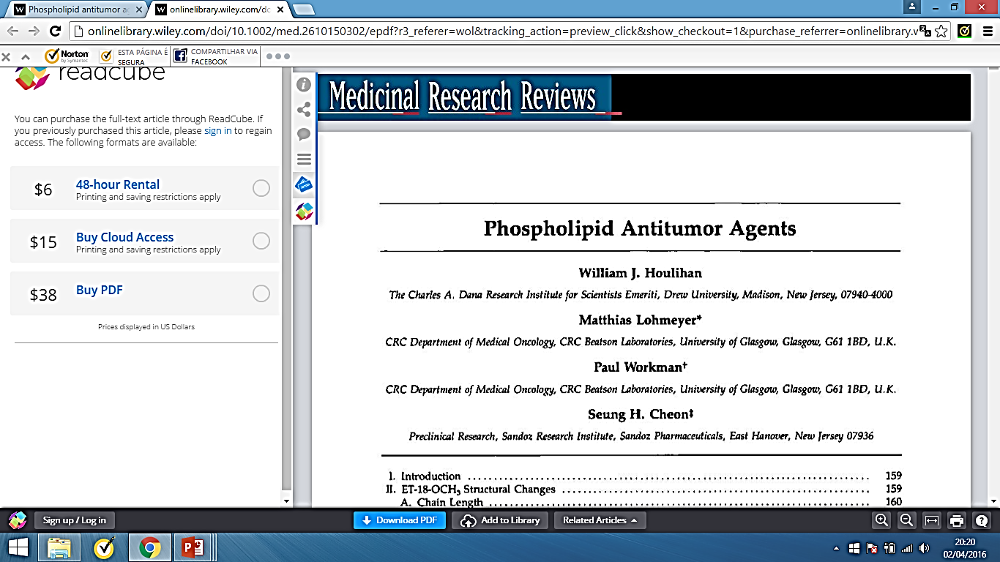 Phospholipid antitumor a
onlinelibrary.wiley.com/do
onlinelibrary.wiley.com/doi/10.1002/med.2610150302/epdf?r3_referer=wol&tracking_action=preview_click&show_checkout=1&purchase_referrer=onlinelibrary.v
Norton
by Symantec
ESTA PÁGINA É
SEGURA
COMPARTILHAR VIA
FACEBOOK
readcube
You can purchase the full-text article through ReadCube. If
you previously purchased this article, please sign in to regain
access. The following formats are available:
$6
48-hour Rental
Printing and saving restrictions apply
$15
Buy Cloud Access
Printing and saving restrictions apply
$38
Buy PDF
Prices displayed in US Dollars
Medicinal Research Reviews
Phospholipid Antitumor Agents
William J. Houlihan
The Charles A. Dana Research Institute for Scientists Emeriti, Drew University, Madison, New Jersey, 07940-4000
Matthias Lohmeyer*
CRC Department of Medical Oncology, CRC Beatson Laboratories, University of Glasgow, Glasgow, G61 1BD, U.K.
Paul Workman†
CRC Department of Medical Oncology, CRC Beatson Laboratories, University of Glasgow, Glasgow, G61 1BD, U.K.
Seung H. Cheon‡
Preclinical Research, Sandoz Research Institute, Sandoz Pharmaceuticals, East Hanover, New Jersey 07936
I. Introduction ........ 159
II. ET-18-OCH₃ Structural Changes ........ 159
A. Chain Length ........ 160
Sign up / Log in
Download PDF
Add to Library
Related Articles
20:20
02/04/2016